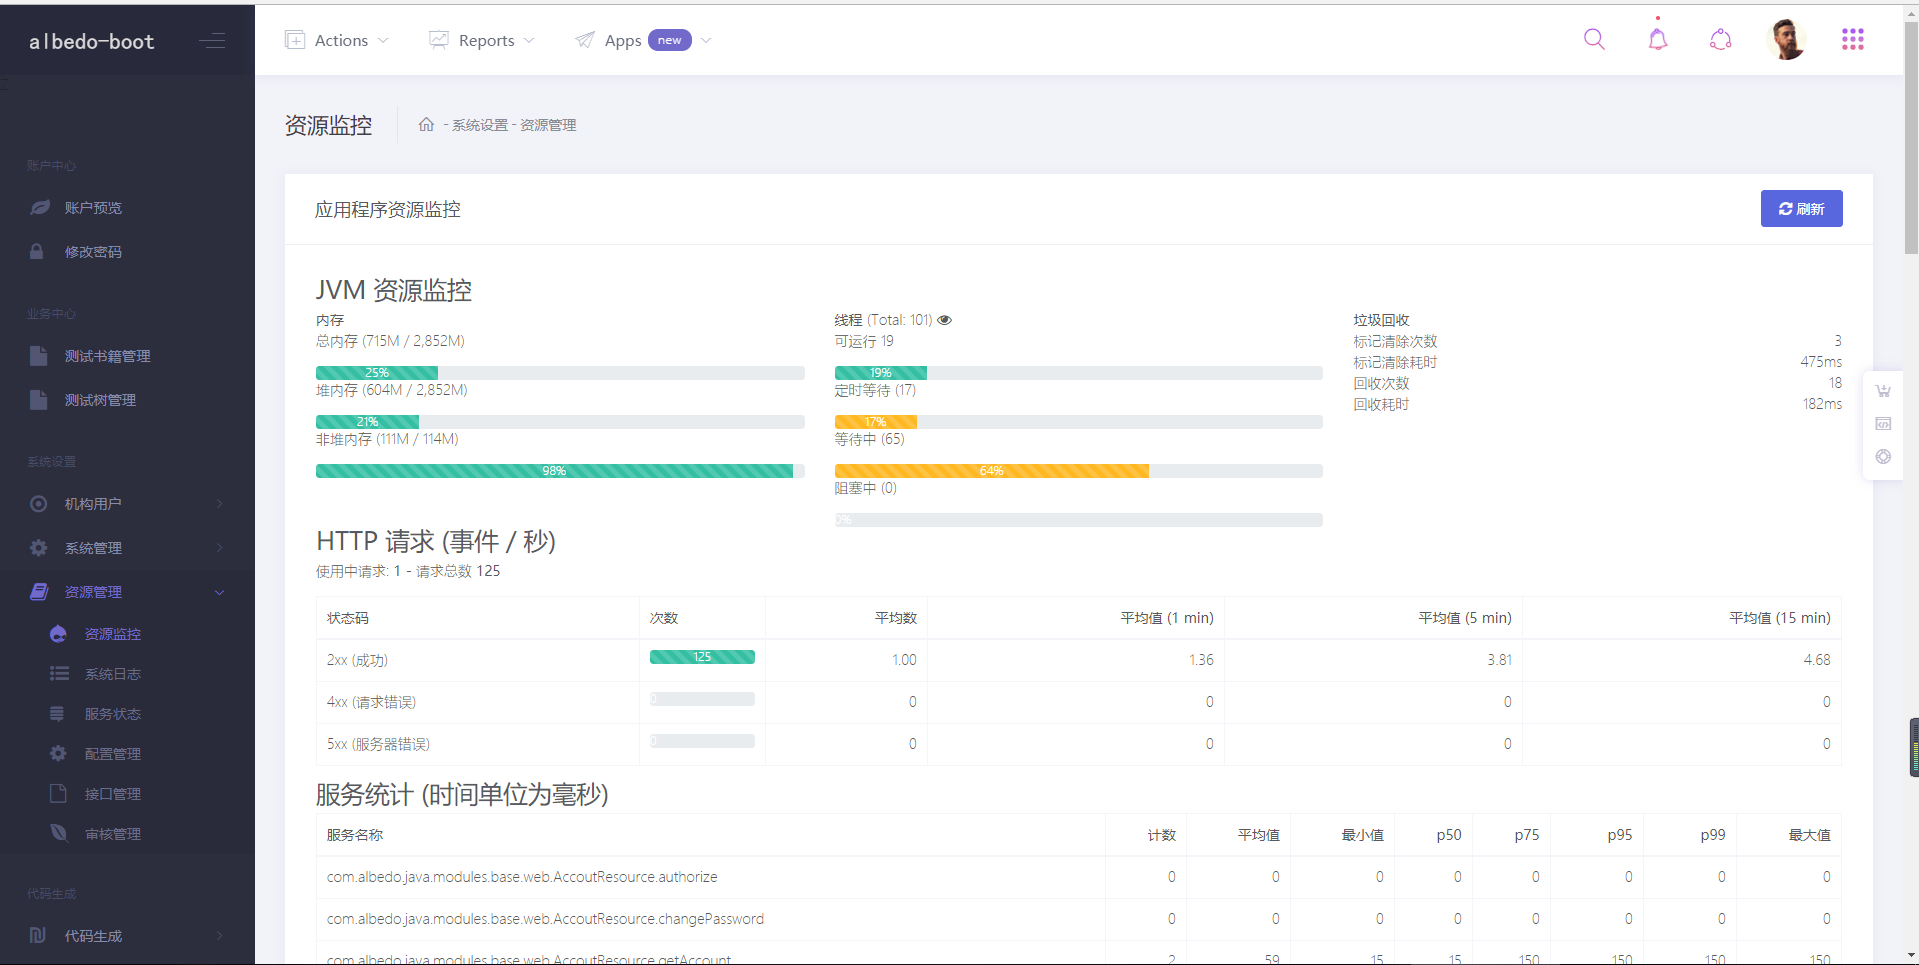 albedo-boot
Actions
Reports
Apps new
资源监控
- 系统设置 - 资源管理
账户中心
账户预览
修改密码
业务中心
测试书籍管理
测试树管理
系统设置
机构用户
系统管理
资源管理
资源监控
系统日志
服务状态
配置管理
接口管理
审核管理
代码生成
代码生成
应用程序资源监控
刷新
JVM 资源监控
内存
总内存 (715M / 2,852M)
25%
堆内存 (604M / 2,852M)
21%
非堆内存 (111M / 114M)
98%
线程 (Total: 101)
可运行 19
19%
定时等待 (17)
17%
等待中 (65)
64%
阻塞中 (0)
0%
垃圾回收
标记清除次数 3
标记清除耗时 475ms
回收次数 18
回收耗时 182ms
HTTP 请求 (事件 / 秒)
使用中请求: 1 - 请求总数 125
状态码 次数 平均数 平均值 (1 min) 平均值 (5 min) 平均值 (15 min)
2xx (成功) 125 1.00 1.36 3.81 4.68
4xx (请求错误) 0 0 0 0 0
5xx (服务器错误) 0 0 0 0 0
服务统计 (时间单位为毫秒)
服务名称 计数 平均值 最小值 p50 p75 p95 p99 最大值
com.albedo.java.modules.base.web.AccoutResource.authorize 0 0 0 0 0 0 0 0
com.albedo.java.modules.base.web.AccoutResource.changePassword 0 0 0 0 0 0 0 0
com.albedo.java.modules.base.web.AccoutResource.getAccount 2 59 15 15 150 150 150 150